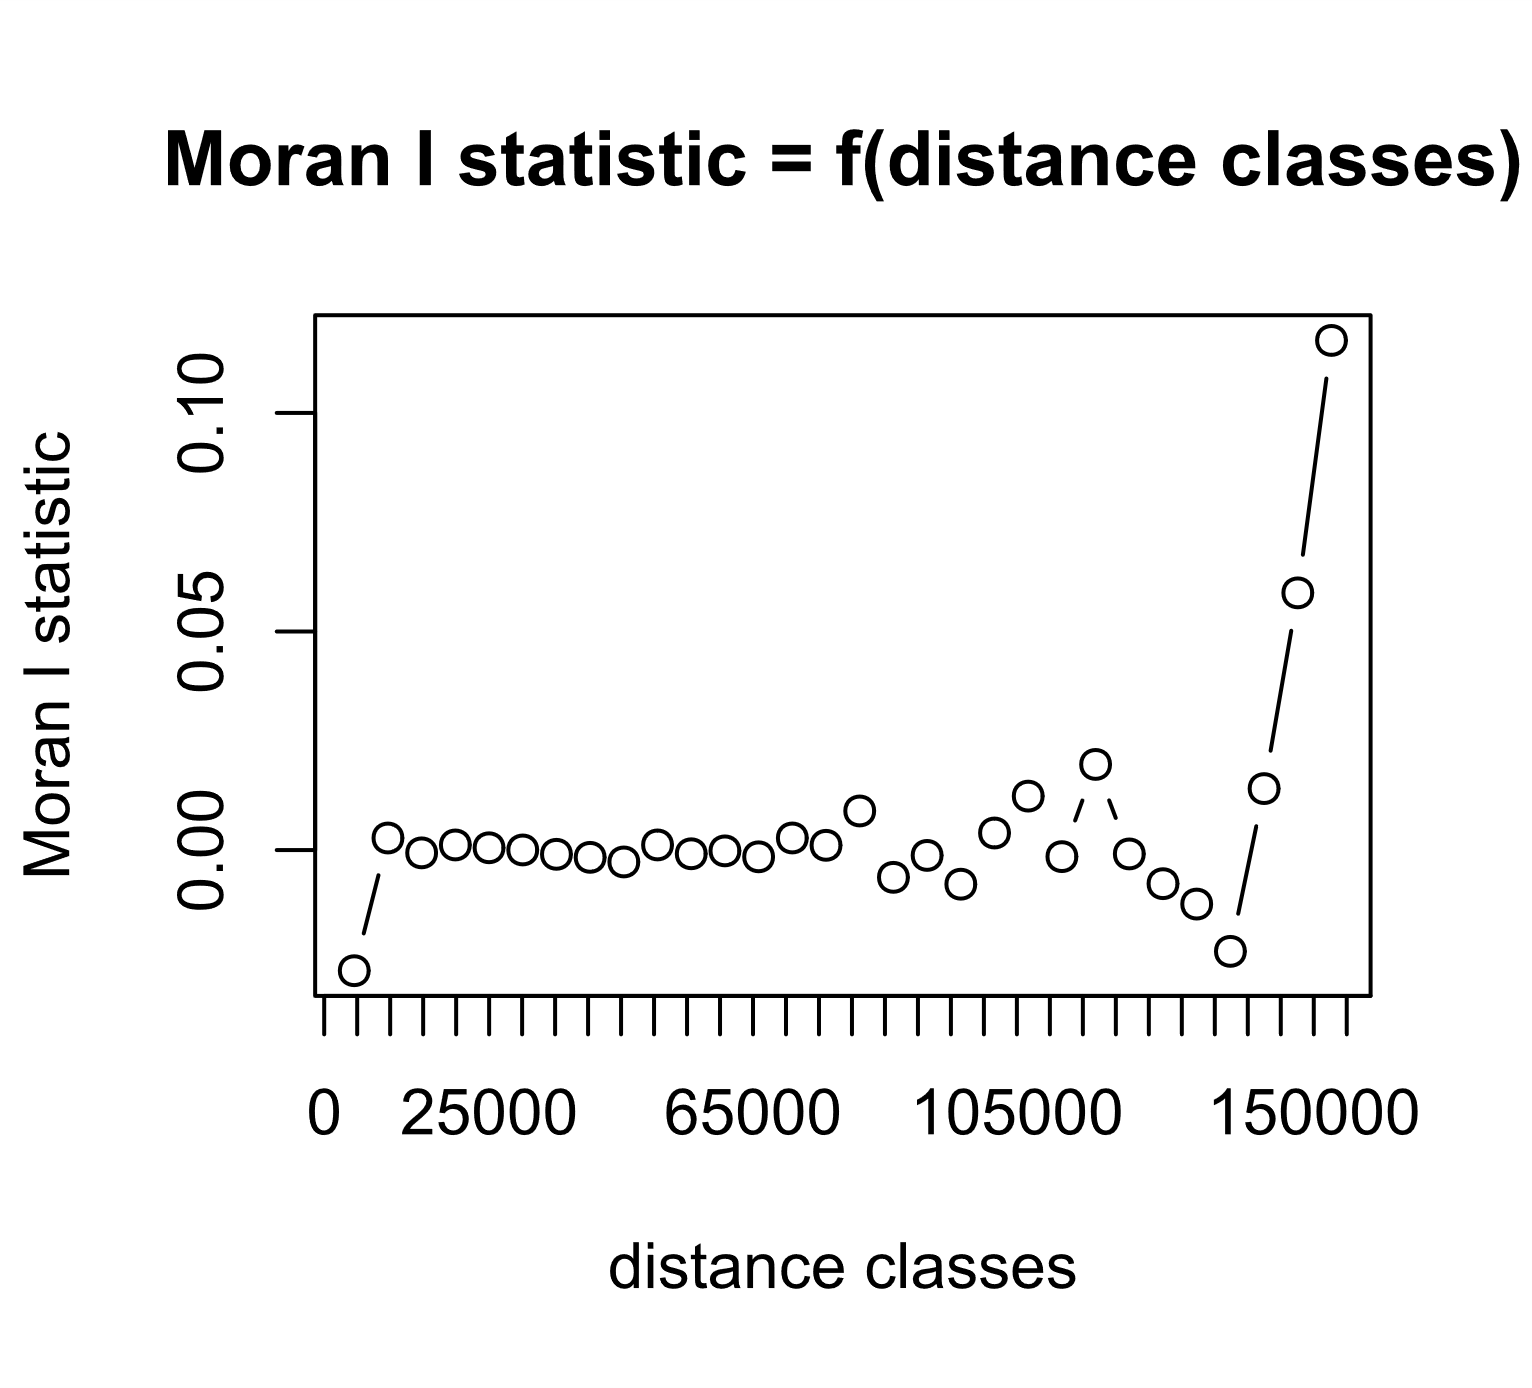 Moran I statistic = f(distance classes)
Moran I statistic
0.10
0.05
0.00
0 25000 65000 105000 150000
distance classes